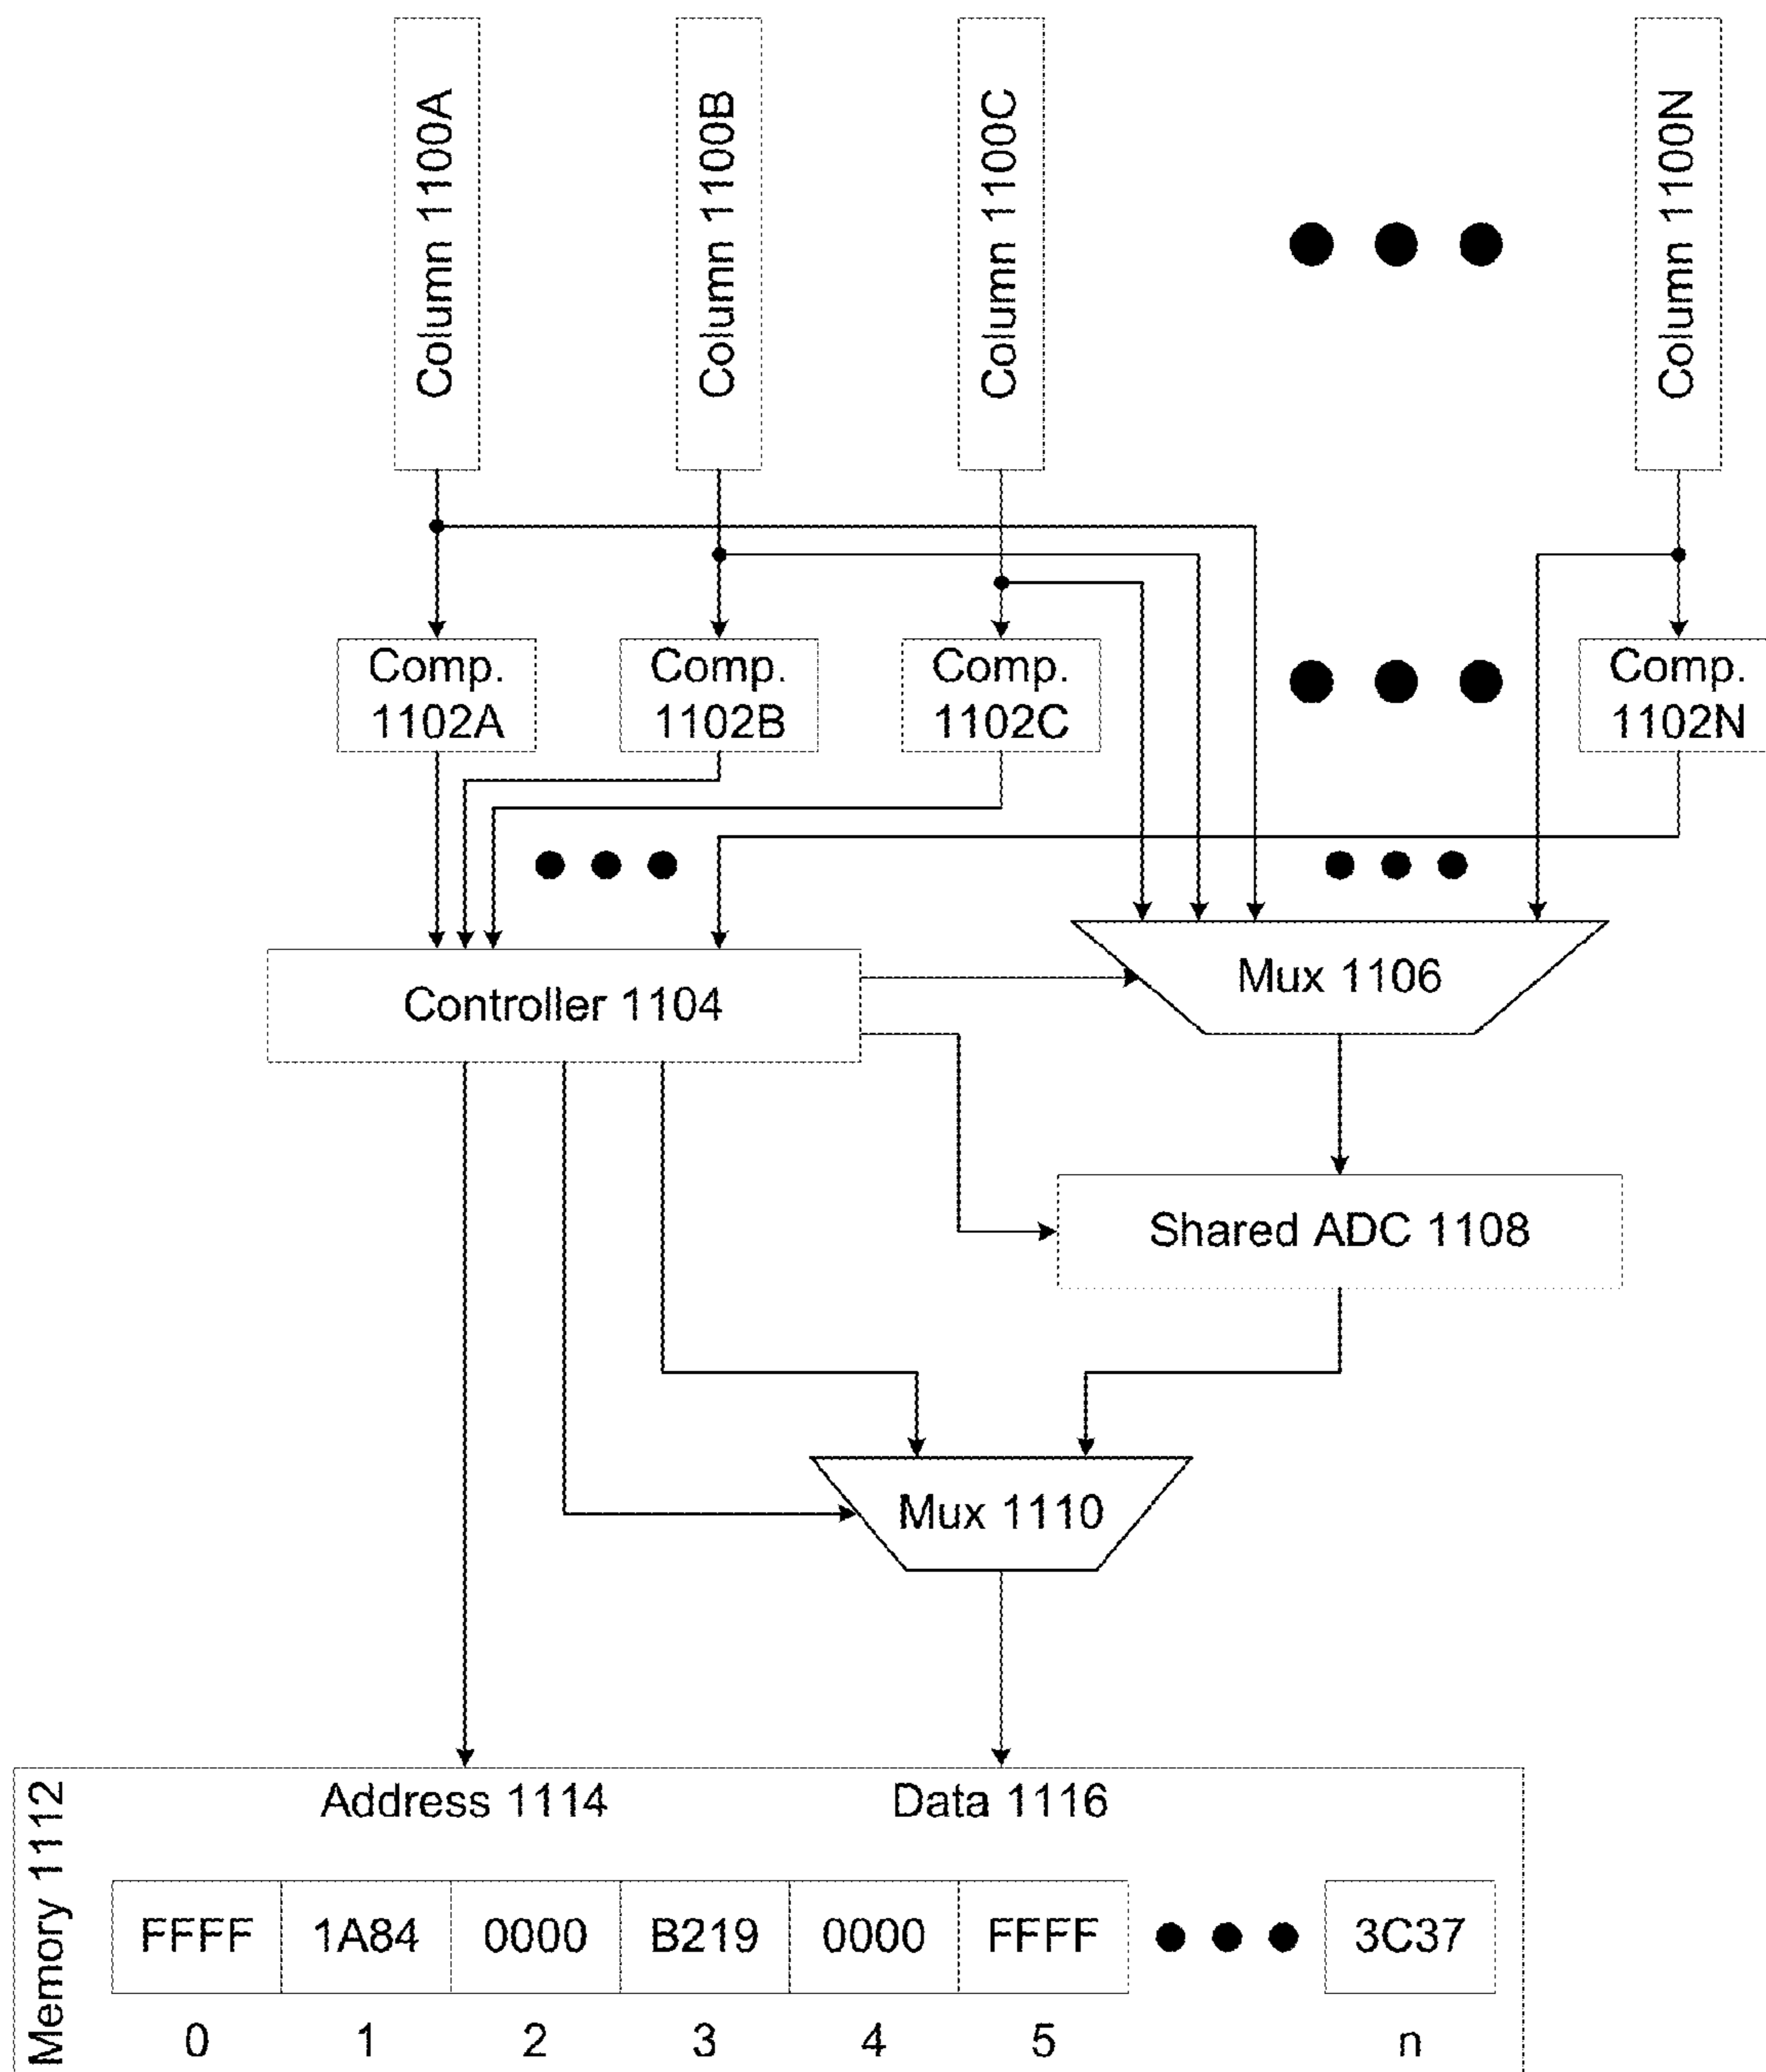 Column 1100A
Column 1100B
Column 1100C
Column 1100N
Comp.
1102A
Comp.
1102B
Comp.
1102C
Comp.
1102N
Controller 1104
Mux 1106
Shared ADC 1108
Mux 1110
Memory 1112
Address 1114
Data 1116
FFFF
1A84
0000
B219
0000
FFFF
3C37
0
1
2
3
4
5
n